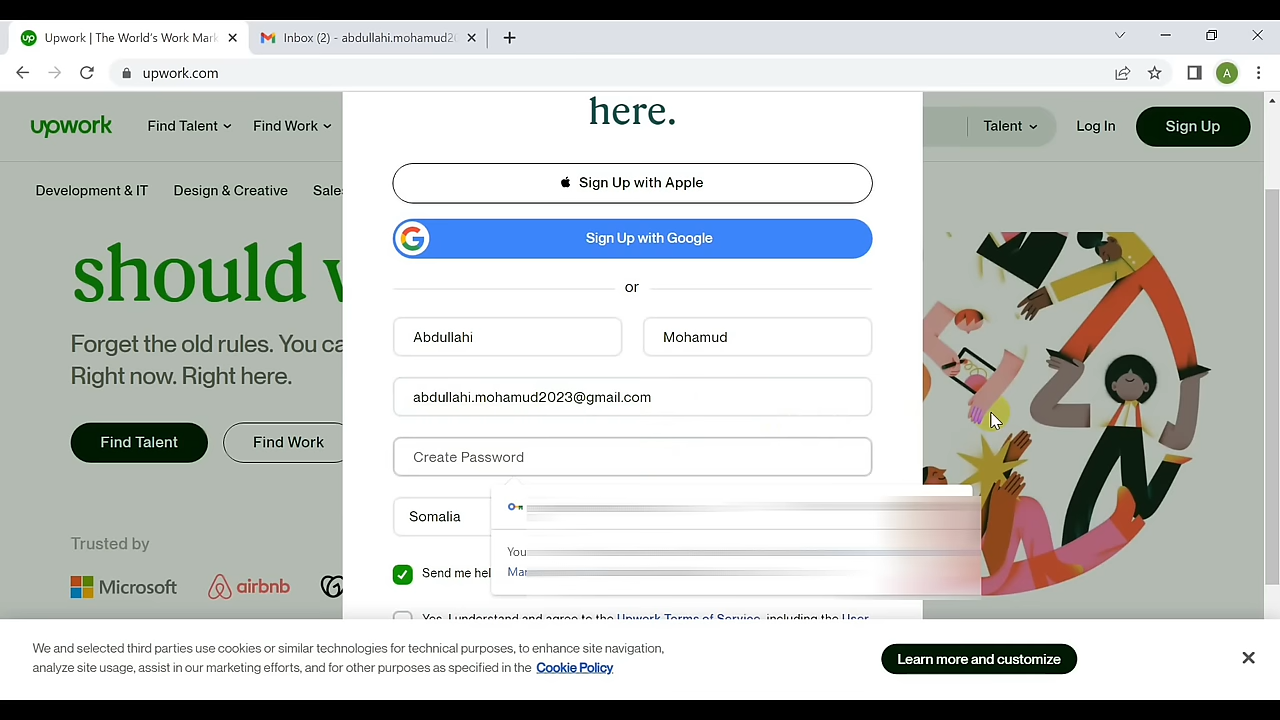 Upwork | The World's Work Mark
Inbox (2) - abdullahi.mohamud20
upwork.com
A
here.
upwork
Find Talent
Find Work
Talent
Log In
Sign Up
Development & IT
Design & Creative
Sales
Sign Up with Apple
Sign Up with Google
or
should
Forget the old rules. You ca
Right now. Right here.
Abdullahi
Mohamud
abdullahi.mohamud2023@gmail.com
Find Talent
Find Work
Create Password
Somalia
You
Man
Trusted by
Microsoft
airbnb
Send me hel
Yes, I understand and agree to the Upwork Terms of Service, including the User
We and selected third parties use cookies or similar technologies for technical purposes, to enhance site navigation,
analyze site usage, assist in our marketing efforts, and for other purposes as specified in the Cookie Policy
Learn more and customize